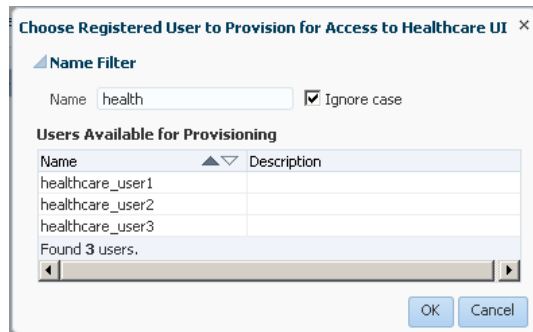 Choose Registered User to Provision for Access to Healthcare UI
Name Filter
Name health Ignore case
Users Available for Provisioning
Name Description
healthcare_user1
healthcare_user2
healthcare_user3
Found 3 users.
OK Cancel